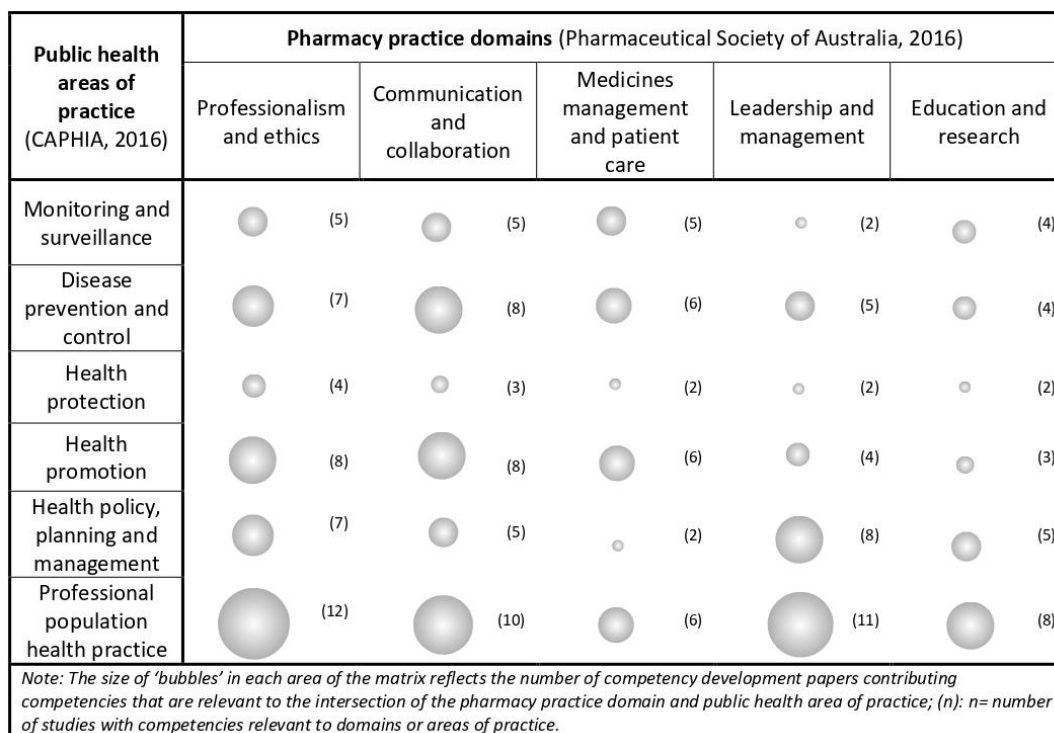 Public health
areas of
practice
(CAPHIA, 2016)
Pharmacy practice domains (Pharmaceutical Society of Australia, 2016)
Professionalism
and ethics
Communication
and
collaboration
Medicines
management
and patient
care
Leadership and
management
Education and
research
Monitoring and
surveillance
(5)
(5)
(5)
(2)
(4)
Disease
prevention and
control
(7)
(8)
(6)
(5)
(4)
Health
protection
(4)
(3)
(2)
(2)
(2)
Health
promotion
(8)
(8)
(6)
(4)
(3)
Health policy,
planning and
management
(7)
(5)
(2)
(8)
(5)
Professional
population
health practice
(12)
(10)
(6)
(11)
(8)
Note: The size of ‘bubbles’ in each area of the matrix reflects the number of competency development papers contributing
competencies that are relevant to the intersection of the pharmacy practice domain and public health area of practice; (n): n= number
of studies with competencies relevant to domains or areas of practice.